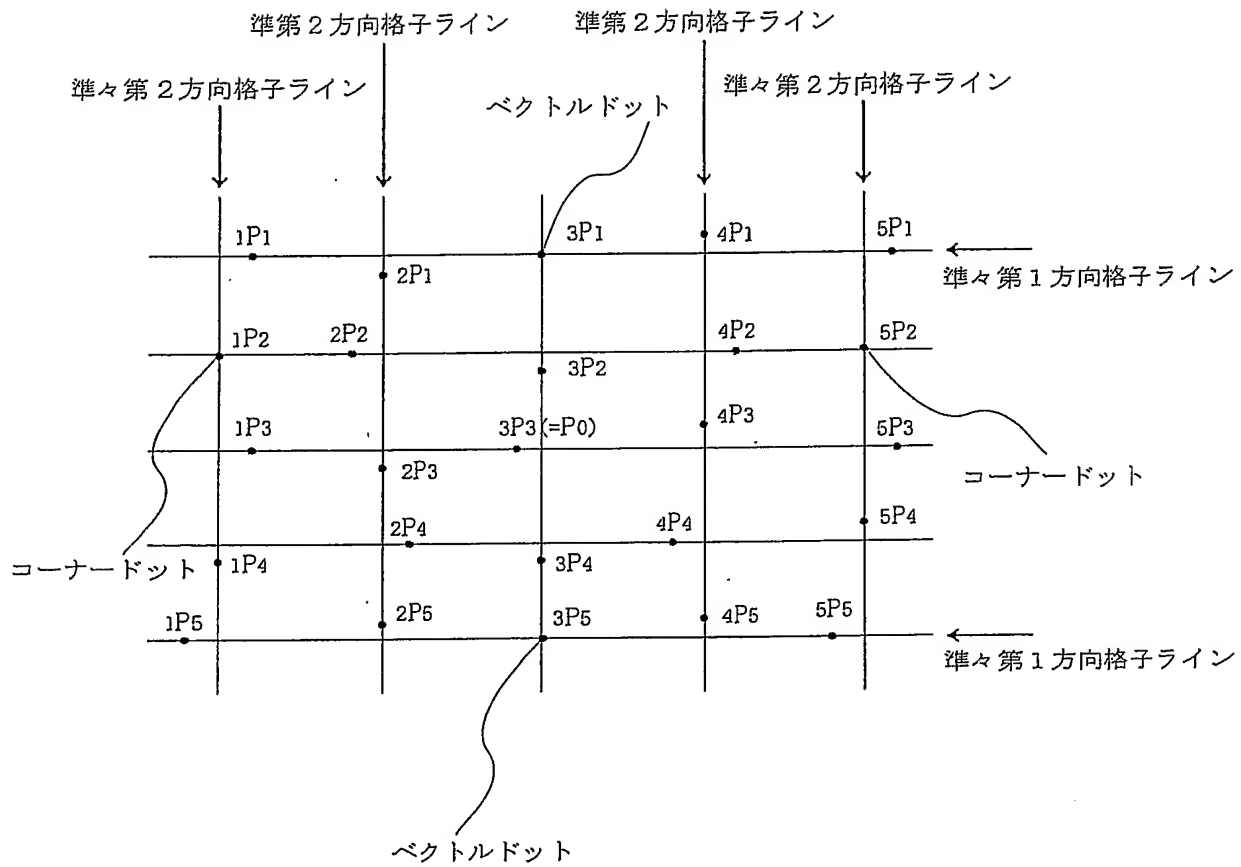 準第2方向格子ライン
準第2方向格子ライン
準々第2方向格子ライン
準々第2方向格子ライン
ベクトルドット
1P1
3P1
4P1
5P1
2P1
準々第1方向格子ライン
1P2
2P2
4P2
5P2
3P2
1P3
3P3(=P0)
4P3
5P3
2P3
コーナードット
2P4
4P4
5P4
コーナードット
1P4
3P4
1P5
2P5
3P5
4P5
5P5
準々第1方向格子ライン
ベクトルドット